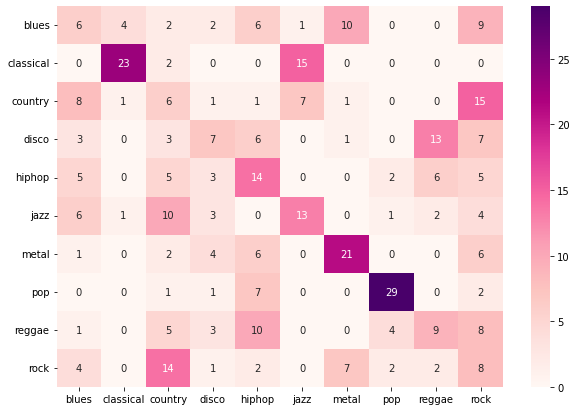 blues 6 4 2 2 6 1 10 0 0 9
classical 0 23 2 0 0 15 0 0 0 0
country 8 1 6 1 1 7 1 0 0 15
disco 3 0 3 7 6 0 1 0 13 7
hiphop 5 0 5 3 14 0 0 2 6 5
jazz 6 1 10 3 0 13 0 1 2 4
metal 1 0 2 4 6 0 21 0 0 6
pop 0 0 1 1 7 0 0 29 0 2
reggae 1 0 5 3 10 0 0 4 9 8
rock 4 0 14 1 2 0 7 2 2 8
blues classical country disco hiphop jazz metal pop reggae rock
25
20
15
10
5
0